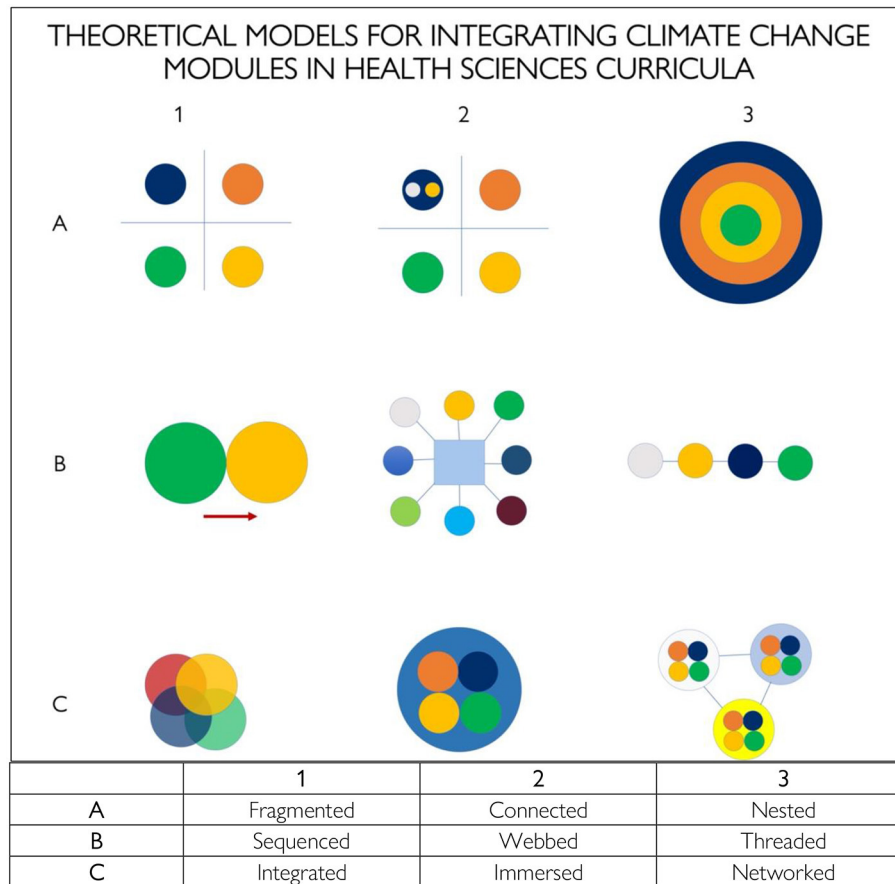 THEORETICAL MODELS FOR INTEGRATING CLIMATE CHANGE
MODULES IN HEALTH SCIENCES CURRICULA
1 2 3
A
B
C
1 2 3
A Fragmented Connected Nested
B Sequenced Webbed Threaded
C Integrated Immersed Networked